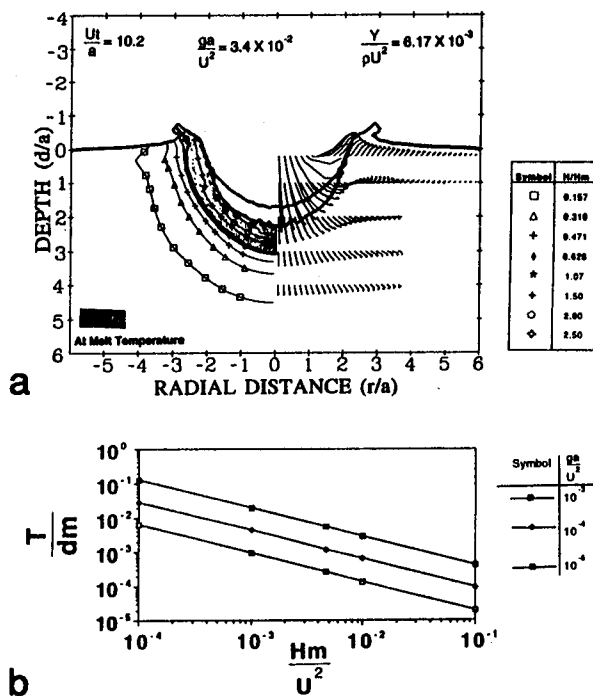 Ut/a = 10.2
ga/U² = 3.4 X 10⁻²
Y/ρU² = 6.17 X 10⁻³
-4
-3
-2
-1
0
1
2
3
4
5
6
DEPTH (d/a)
At Melt Temperature
-5 -4 -3 -2 -1 0 1 2 3 4 5 6
RADIAL DISTANCE (r/a)
a
Symbol H/Hm
0.157
0.316
0.471
0.626
1.07
1.50
2.00
2.50
10⁰
10⁻¹
10⁻²
10⁻³
10⁻⁴
10⁻⁵
T/dm
10⁻⁴ 10⁻³ 10⁻² 10⁻¹
Hm/U²
b
Symbol ga/U²
10⁻³
10⁻⁴